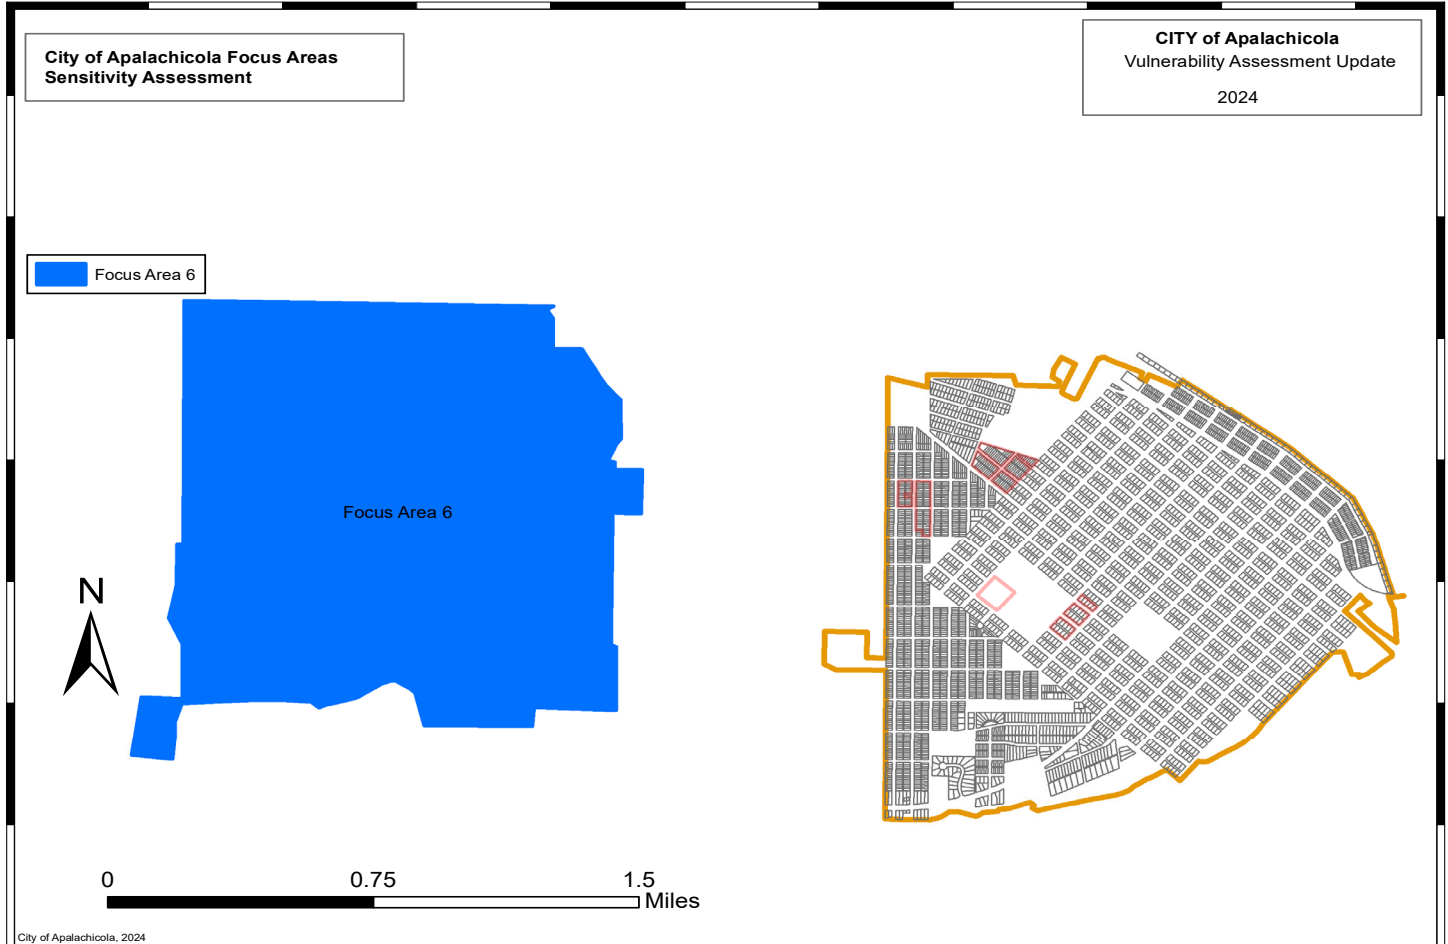 City of Apalachicola Focus Areas
Sensitivity Assessment
CITY of Apalachicola
Vulnerability Assessment Update
2024
Focus Area 6
Focus Area 6
N
0 0.75 1.5
Miles
City of Apalachicola, 2024